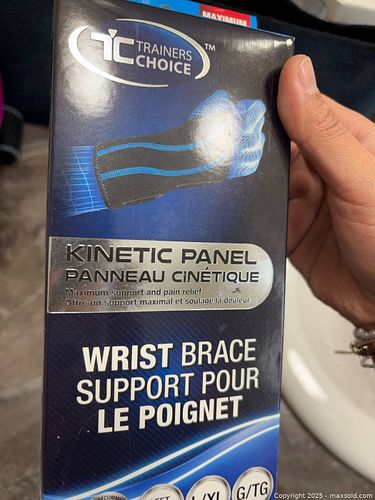 MAXIMUM
TC TRAINERS
CHOICE™
KINETIC PANEL
PANNEAU CINÉTIQUE
Maximum support and pain relief
Offre un support maximal et soulage la douleur
WRIST BRACE
SUPPORT POUR
LE POIGNET
L/XL
G/TG
Copyright 2025 - maxsold.com